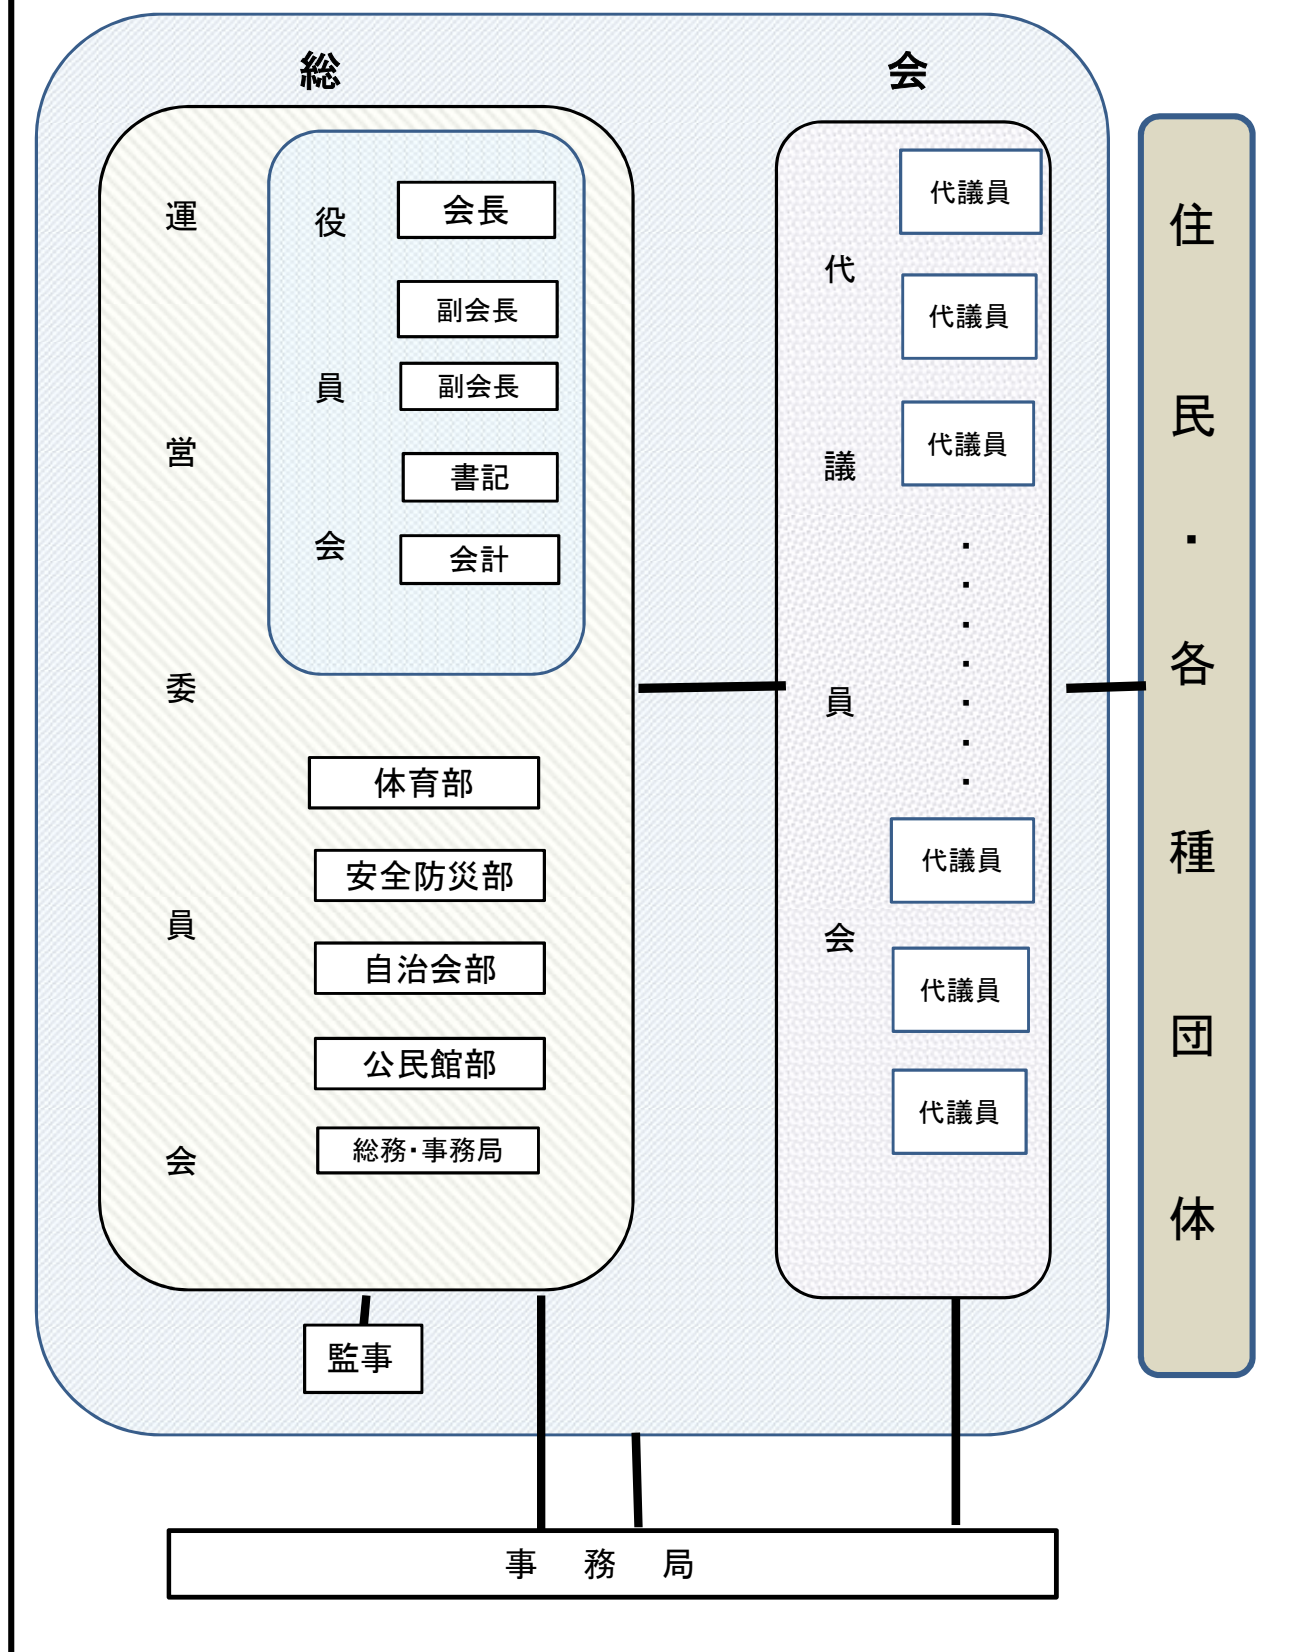 総会
運営委員会
役員会
会長
副会長
副会長
書記
会計
体育部
安全防災部
自治会部
公民館部
総務・事務局
監事
代議員会
代議員
代議員
代議員
・・・・・・・
代議員
代議員
代議員
住民・各種団体
事務局